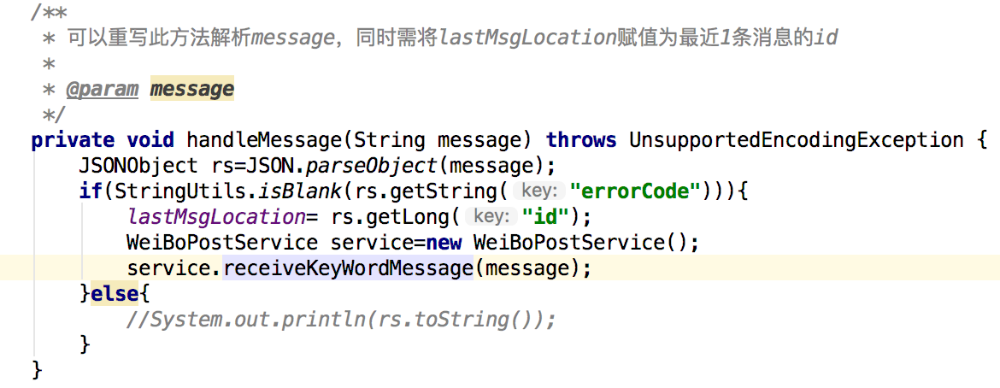 /**
 * 可以重写此方法解析message，同时需将lastMsgLocation赋值为最近1条消息的id
 *
 * @param message
 */
private void handleMessage(String message) throws UnsupportedEncodingException {
    JSONObject rs=JSON.parseObject(message);
    if(StringUtils.isBlank(rs.getString( key: "errorCode"))){
        lastMsgLocation= rs.getLong( key: "id");
        WeiBoPostService service=new WeiBoPostService();
        service.receiveKeyWordMessage(message);
    }else{
        //System.out.println(rs.toString());
    }
}